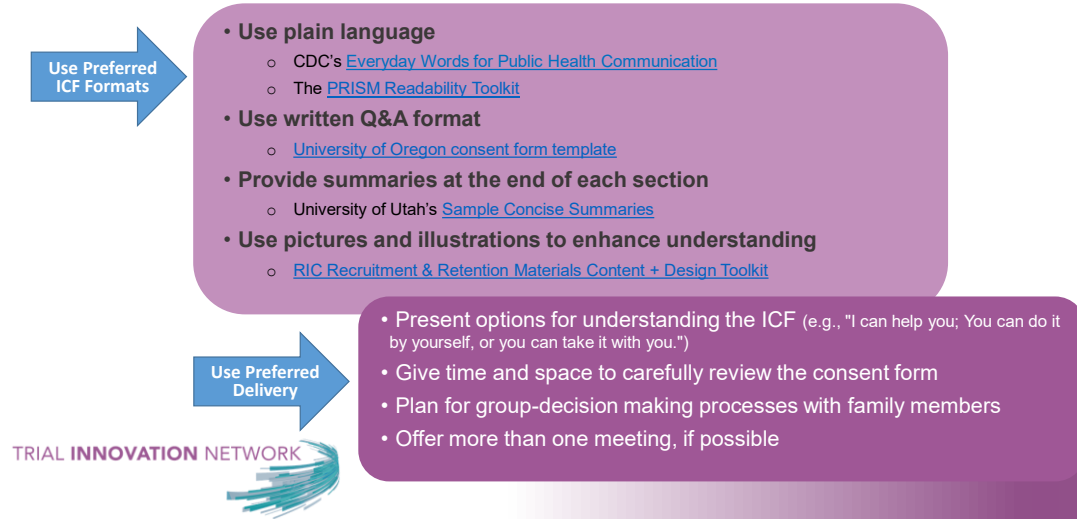 Use Preferred
ICF Formats
• Use plain language
o CDC's Everyday Words for Public Health Communication
o The PRISM Readability Toolkit
• Use written Q&A format
o University of Oregon consent form template
• Provide summaries at the end of each section
o University of Utah's Sample Concise Summaries
• Use pictures and illustrations to enhance understanding
o RIC Recruitment & Retention Materials Content + Design Toolkit
Use Preferred
Delivery
• Present options for understanding the ICF (e.g., "I can help you; You can do it
by yourself, or you can take it with you.")
• Give time and space to carefully review the consent form
• Plan for group-decision making processes with family members
• Offer more than one meeting, if possible
TRIAL INNOVATION NETWORK